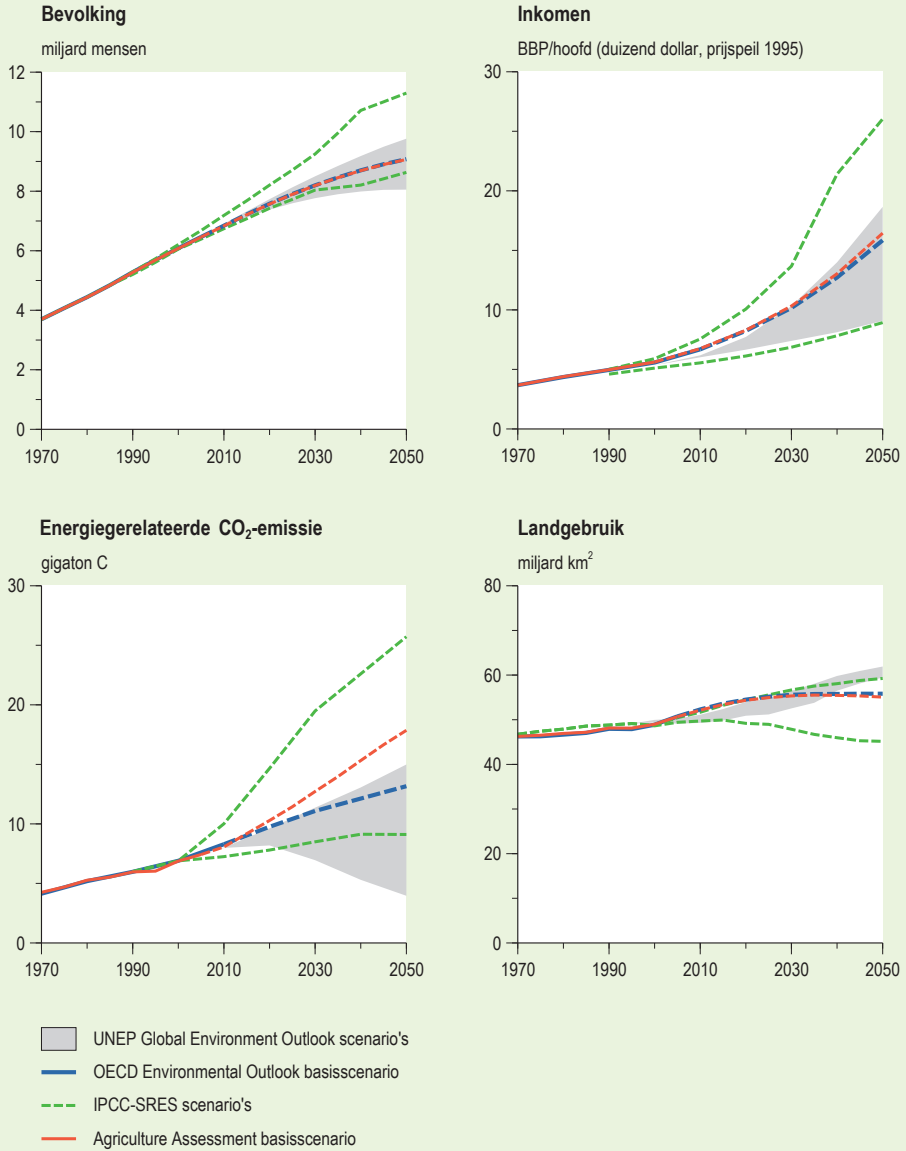 Bevolking
miljard mensen
12
10
8
6
4
2
0
1970 1990 2010 2030 2050
Inkomen
BBP/hoofd (duizend dollar, prijspeil 1995)
30
20
10
0
1970 1990 2010 2030 2050
Energiegerelateerde CO₂-emissie
gigaton C
30
20
10
0
1970 1990 2010 2030 2050
Landgebruik
miljard km²
80
60
40
20
0
1970 1990 2010 2030 2050
UNEP Global Environment Outlook scenario's
OECD Environmental Outlook basisscenario
IPCC-SRES scenario's
Agriculture Assessment basisscenario